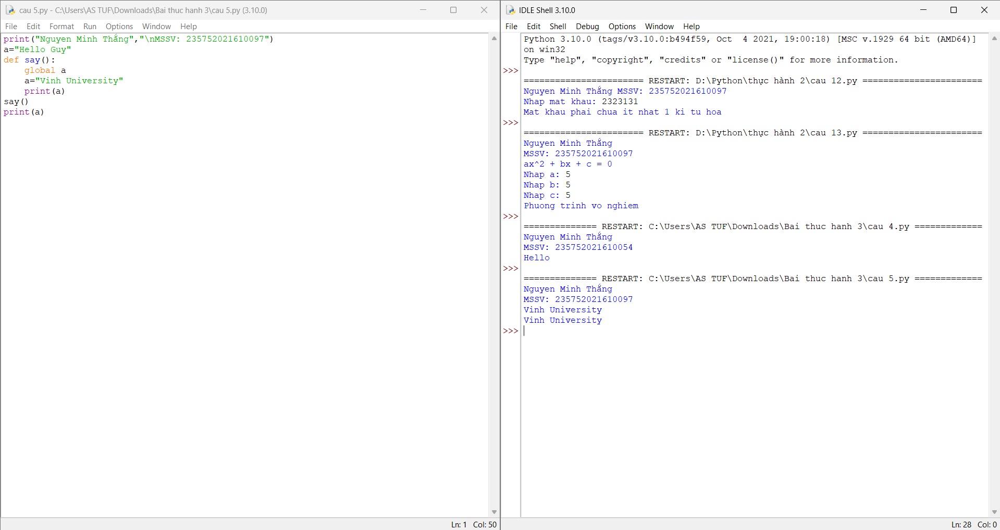 cau 5.py - C:\Users\AS TUF\Downloads\Bai thuc hanh 3\cau 5.py (3.10.0)
File Edit Format Run Options Window Help
print("Nguyen Minh Thắng","\nMSSV: 235752021610097")
a="Hello Guy"
def say():
    global a
    a="Vinh University"
    print(a)
say()
print(a)
Ln: 1 Col: 50
IDLE Shell 3.10.0
File Edit Shell Debug Options Window Help
Python 3.10.0 (tags/v3.10.0:b494f59, Oct  4 2021, 19:00:18) [MSC v.1929 64 bit (AMD64)]
on win32
Type "help", "copyright", "credits" or "license()" for more information.
>>>
======================= RESTART: D:\Python\thực hành 2\cau 12.py =======================
Nguyen Minh Thắng MSSV: 235752021610097
Nhap mat khau: 2323131
Mat khau phai chua it nhat 1 ki tu hoa
>>>
======================= RESTART: D:\Python\thực hành 2\cau 13.py =======================
Nguyen Minh Thắng
MSSV: 235752021610097
ax^2 + bx + c = 0
Nhap a: 5
Nhap b: 5
Nhap c: 5
Phuong trinh vo nghiem
>>>
============== RESTART: C:\Users\AS TUF\Downloads\Bai thuc hanh 3\cau 4.py =============
Nguyen Minh Thắng
MSSV: 235752021610054
Hello
>>>
============== RESTART: C:\Users\AS TUF\Downloads\Bai thuc hanh 3\cau 5.py =============
Nguyen Minh Thắng
MSSV: 235752021610097
Vinh University
Vinh University
>>>
Ln: 28 Col: 0